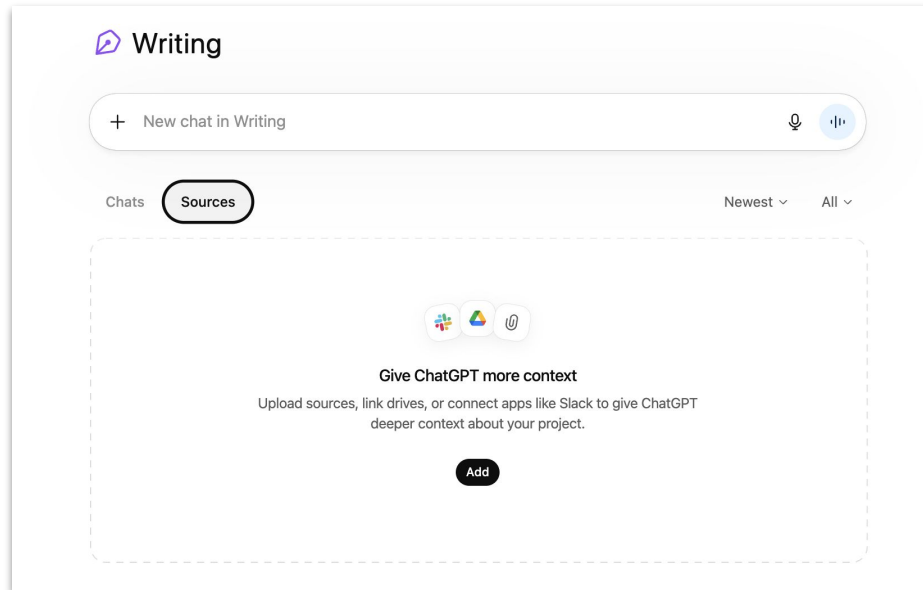 Writing
New chat in Writing
Chats Sources Newest All
Give ChatGPT more context
Upload sources, link drives, or connect apps like Slack to give ChatGPT
deeper context about your project.
Add